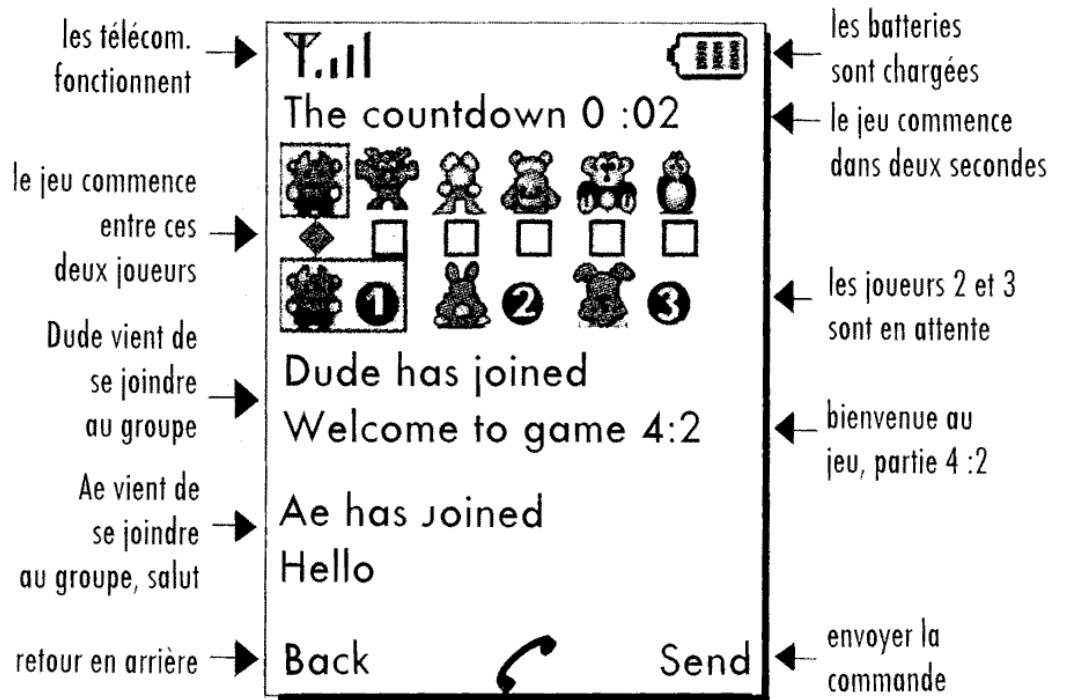 les télécom.
fonctionnent
le jeu commence
entre ces
deux joueurs
Dude vient de
se joindre
au groupe
Ae vient de
se joindre
au groupe, salut
retour en arrière
The countdown 0 :02
1 2 3
Dude has joined
Welcome to game 4:2
Ae has Joined
Hello
Back Send
les batteries
sont chargées
le jeu commence
dans deux secondes
les joueurs 2 et 3
sont en attente
bienvenue au
jeu, partie 4 :2
envoyer la
commande